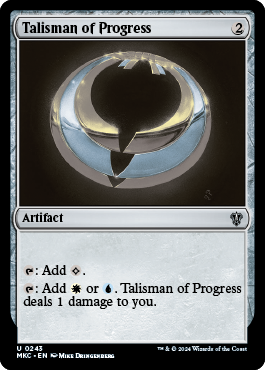 Talisman of Progress 2
Artifact
: Add .
: Add or . Talisman of Progress
deals 1 damage to you.
U 0243
MKC • EN Mike Dringenberg
™ & © 2024 Wizards of the Coast